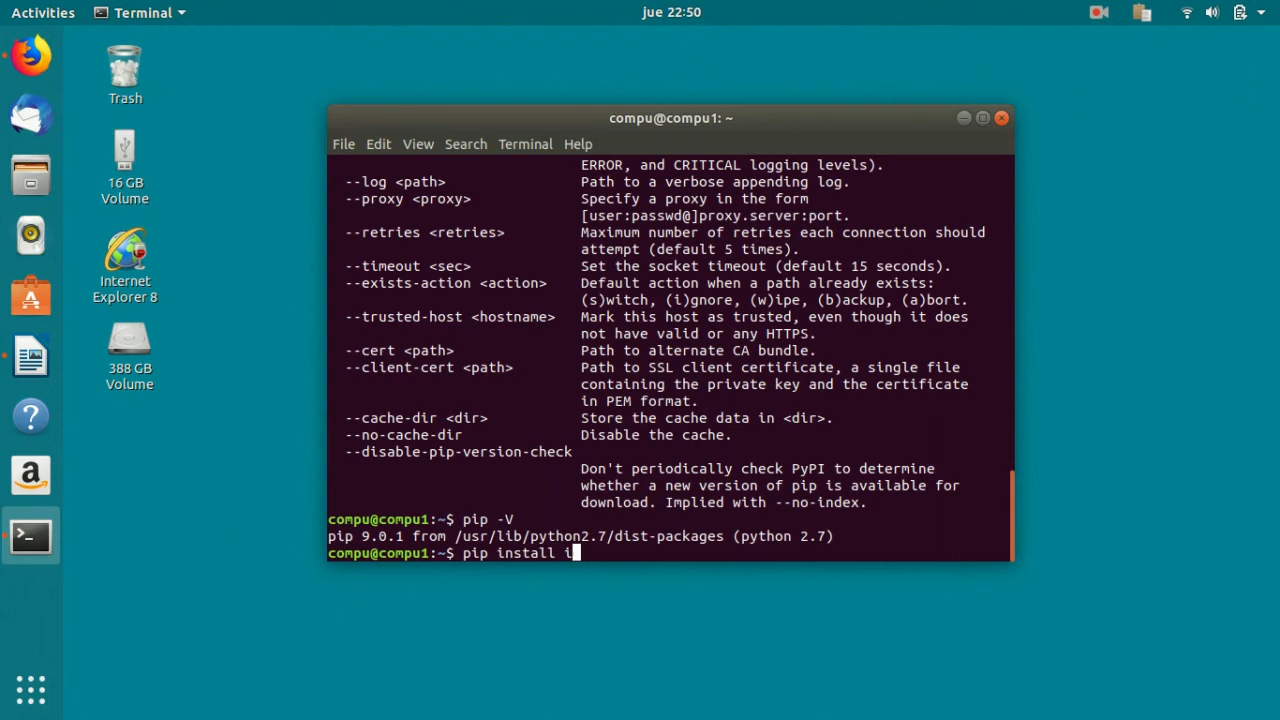 Activities
Terminal
jue 22:50
Trash
16 GB
Volume
Internet
Explorer 8
388 GB
Volume
compu@compu1: ~
File Edit View Search Terminal Help
ERROR, and CRITICAL logging levels).
--log <path> Path to a verbose appending log.
--proxy <proxy> Specify a proxy in the form
[user:passwd@]proxy.server:port.
--retries <retries> Maximum number of retries each connection should
attempt (default 5 times).
--timeout <sec> Set the socket timeout (default 15 seconds).
--exists-action <action> Default action when a path already exists:
(s)witch, (i)gnore, (w)ipe, (b)ackup, (a)bort.
--trusted-host <hostname> Mark this host as trusted, even though it does
not have valid or any HTTPS.
--cert <path> Path to alternate CA bundle.
--client-cert <path> Path to SSL client certificate, a single file
containing the private key and the certificate
in PEM format.
--cache-dir <dir> Store the cache data in <dir>.
--no-cache-dir Disable the cache.
--disable-pip-version-check
Don't periodically check PyPI to determine
whether a new version of pip is available for
download. Implied with --no-index.
compu@compu1:~$ pip -V
pip 9.0.1 from /usr/lib/python2.7/dist-packages (python 2.7)
compu@compu1:~$ pip install i